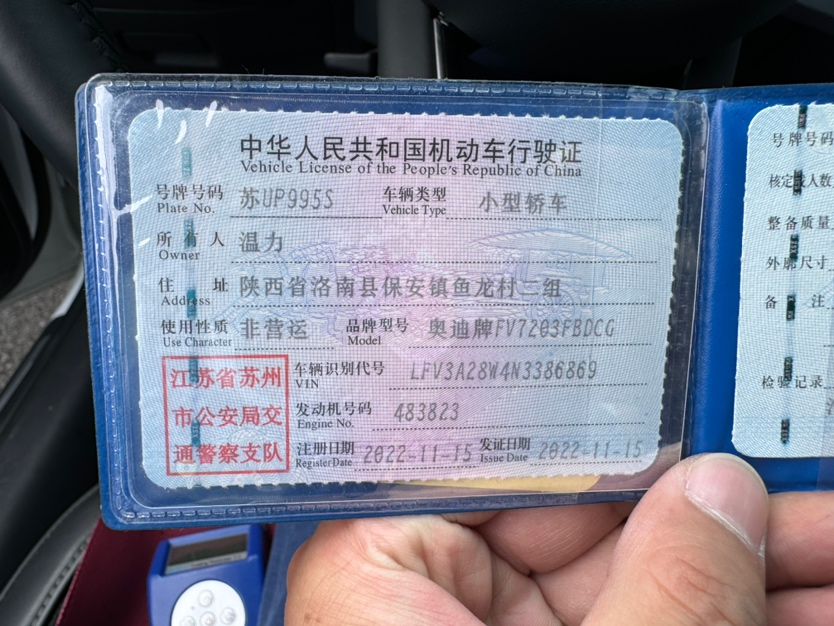 中华人民共和国机动车行驶证
Vehicle License of the People's Republic of China
号牌号码 苏UP995S 车辆类型 小型轿车
Plate No. Vehicle Type
所有人 温力
Owner
住址 陕西省洛南县保安镇鱼龙村二组
Address
使用性质 非营运 品牌型号 奥迪牌FV7203FBDCG
Use Character Model
江苏省苏州
市公安局交
通警察支队
车辆识别代号 LFV3A28W4N3386869
VIN
发动机号码 483823
Engine No.
注册日期 2022-11-15 发证日期 2022-11-15
Register Date Issue Date
号牌号码
核定载人数
整备质量
外廓尺寸
备注
检验记录